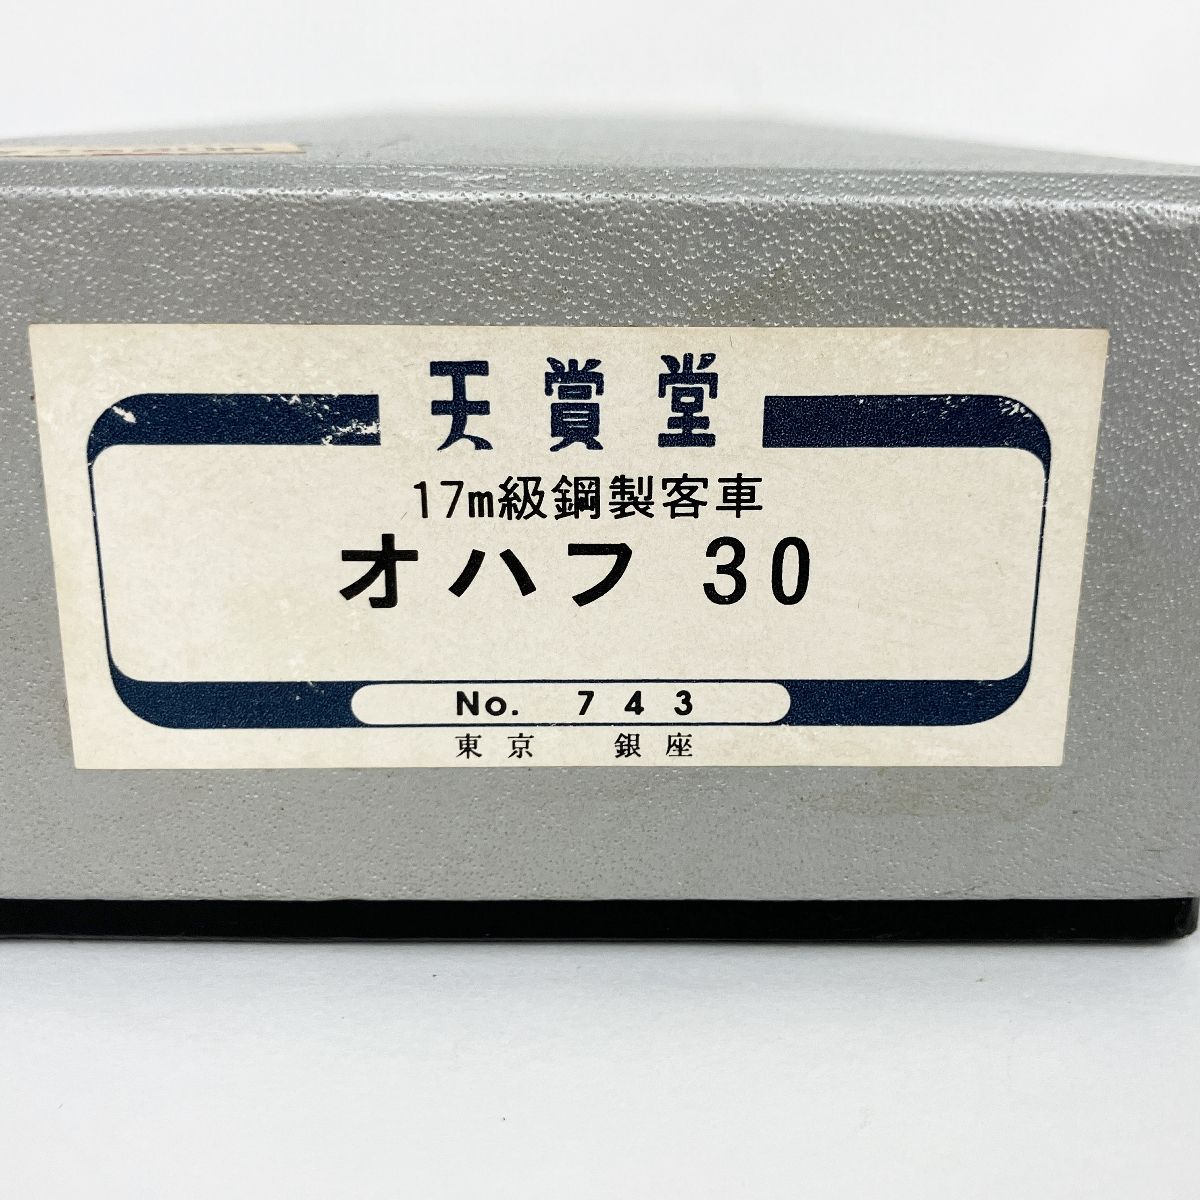 天賞堂
17m級鋼製客車
オハフ 30
No. 743
東京 銀座